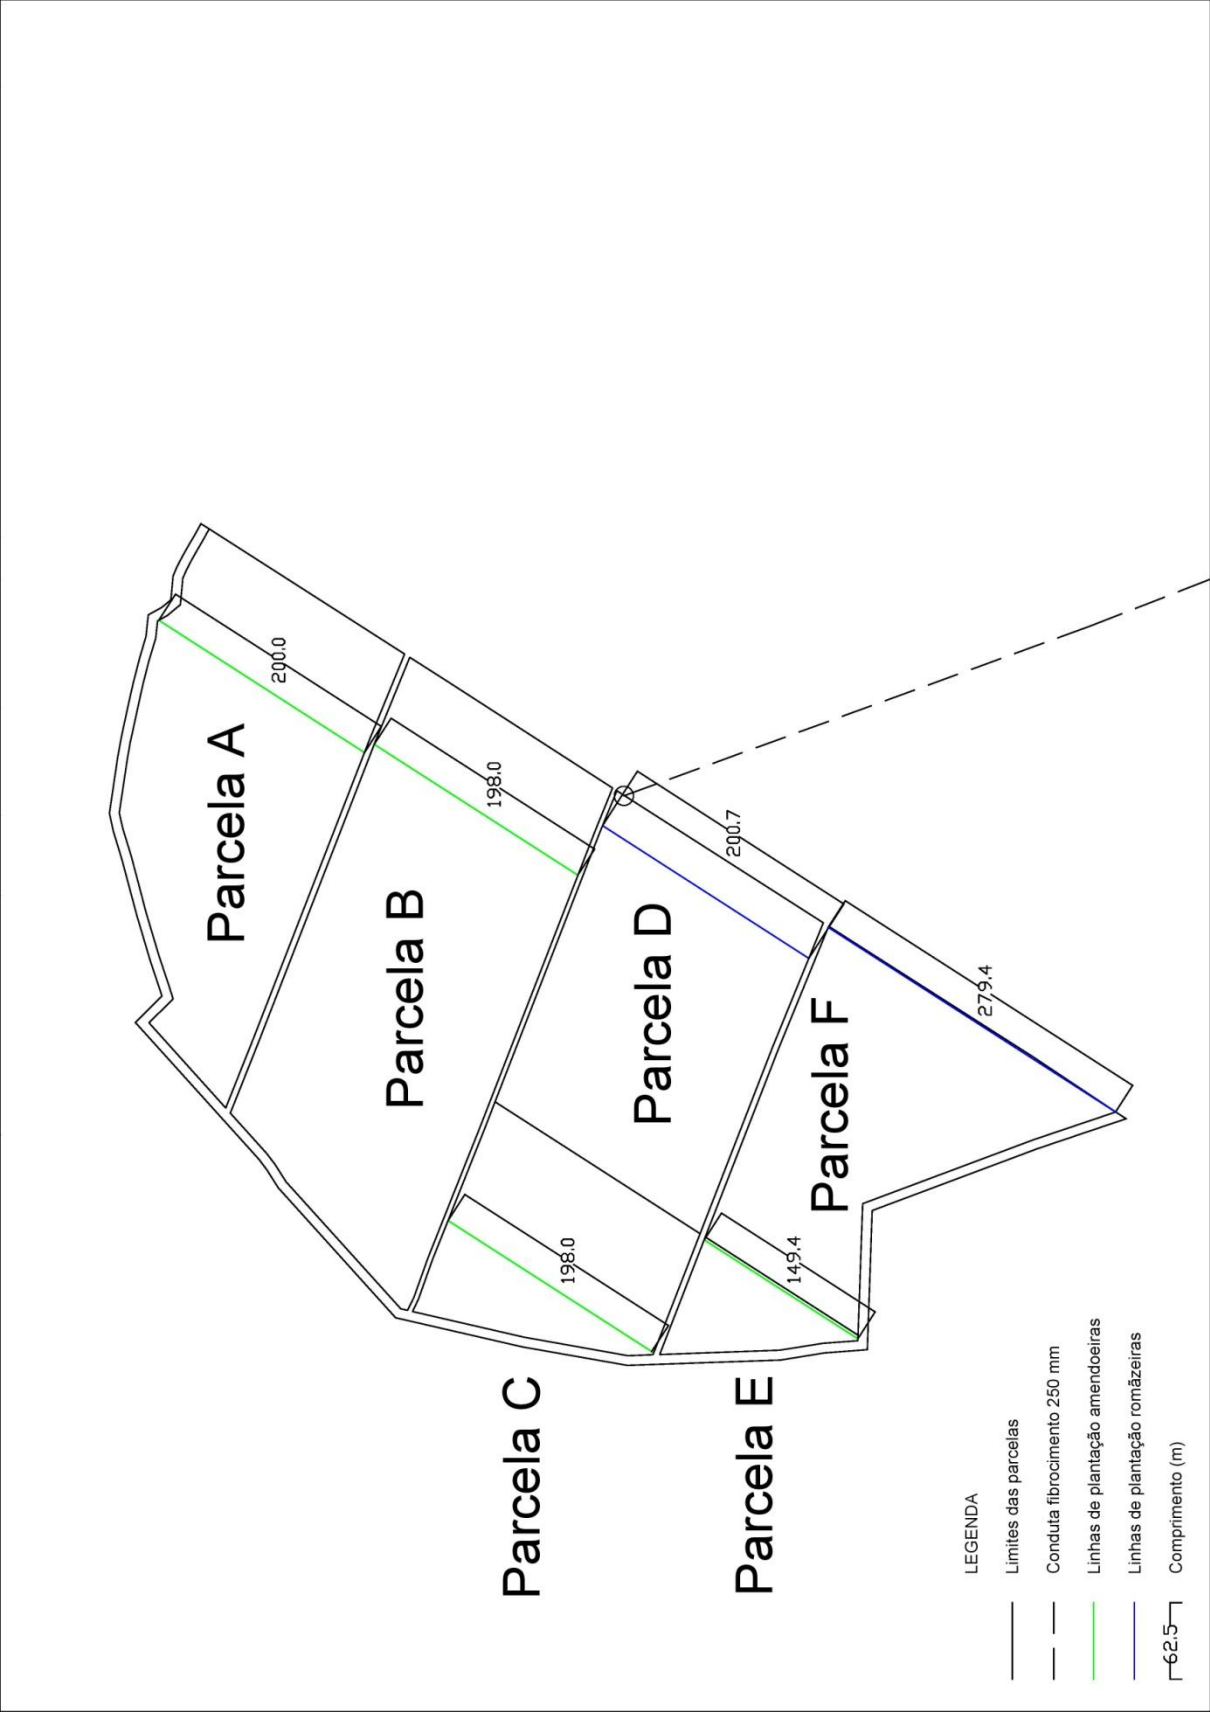 Parcela A
200.0
Parcela B
198.0
Parcela C
198.0
Parcela D
200.7
Parcela E
149.4
Parcela F
279.4
LEGENDA
Limites das parcelas
Conduta fibrocimento 250 mm
Linhas de plantação amendoeiras
Linhas de plantação romãzeiras
62.5 Comprimento (m)